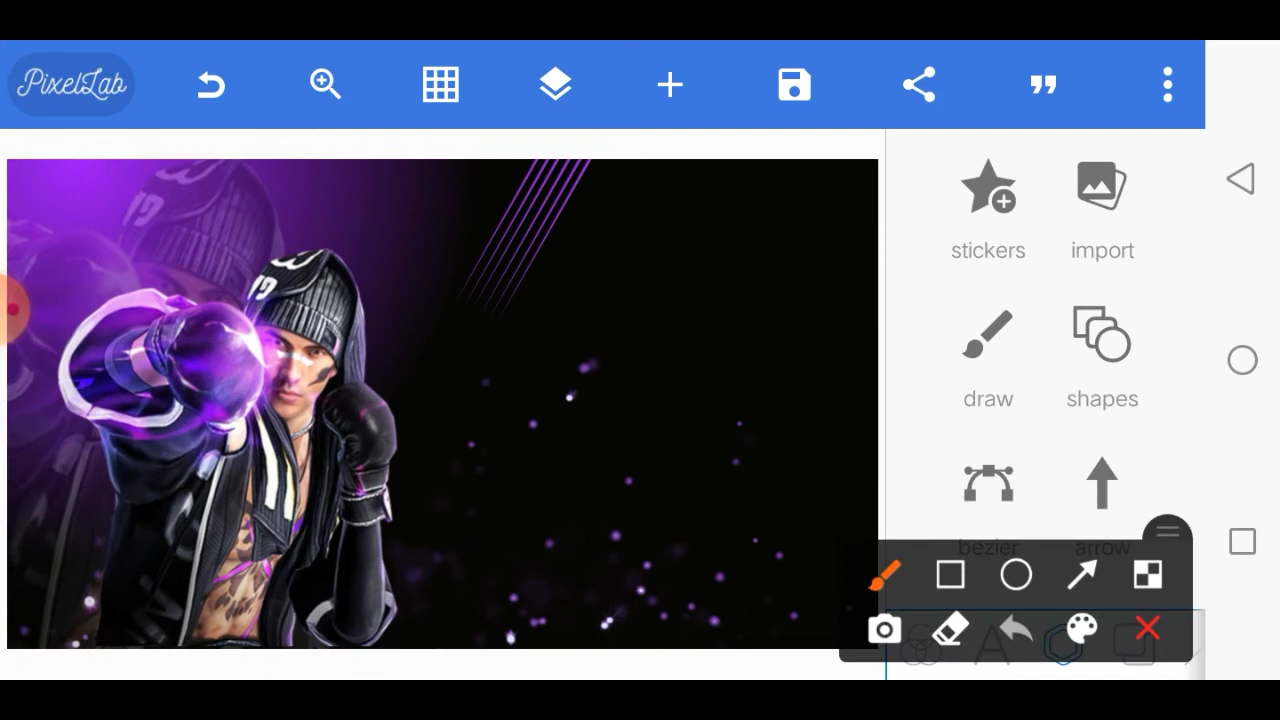 PixelLab
stickers
import
draw
shapes
bezier
arrow